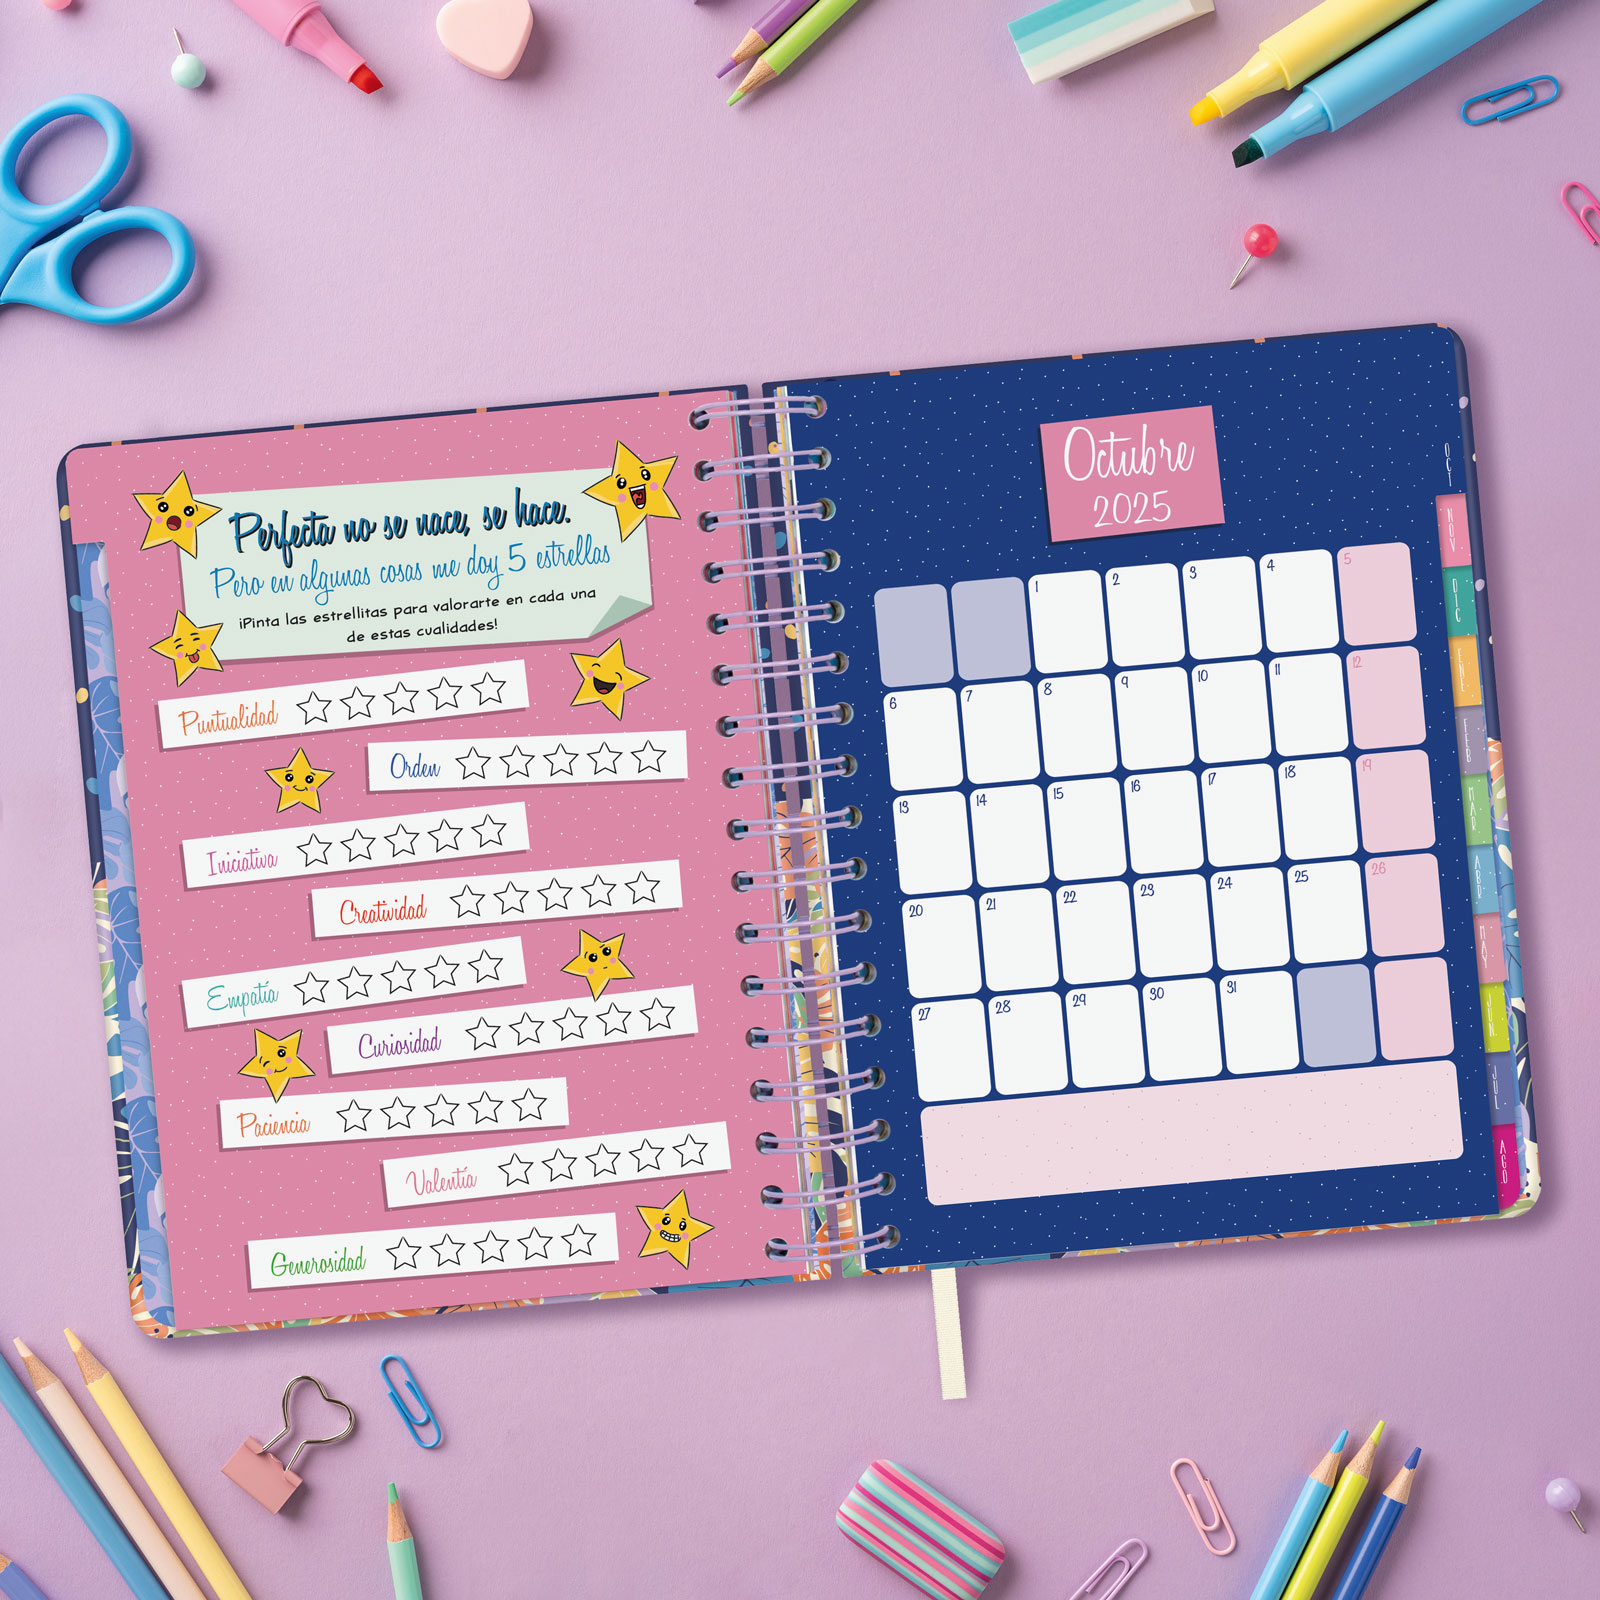 Perfecta no se nace, se hace.
Pero en algunas cosas me doy 5 estrellas
¡Pinta las estrellitas para valorarte en cada una
de estas cualidades!
Puntualidad
Orden
Iniciativa
Creatividad
Empatía
Curiosidad
Paciencia
Valentía
Generosidad
Octubre
2025
1 2 3 4 5
6 7 8 9 10 11 12
13 14 15 16 17 18 19
20 21 22 23 24 25 26
27 28 29 30 31
OCT
NOV
DIC
ENE
FEB
MAR
ABR
MAY
JUN
JUL
AGO